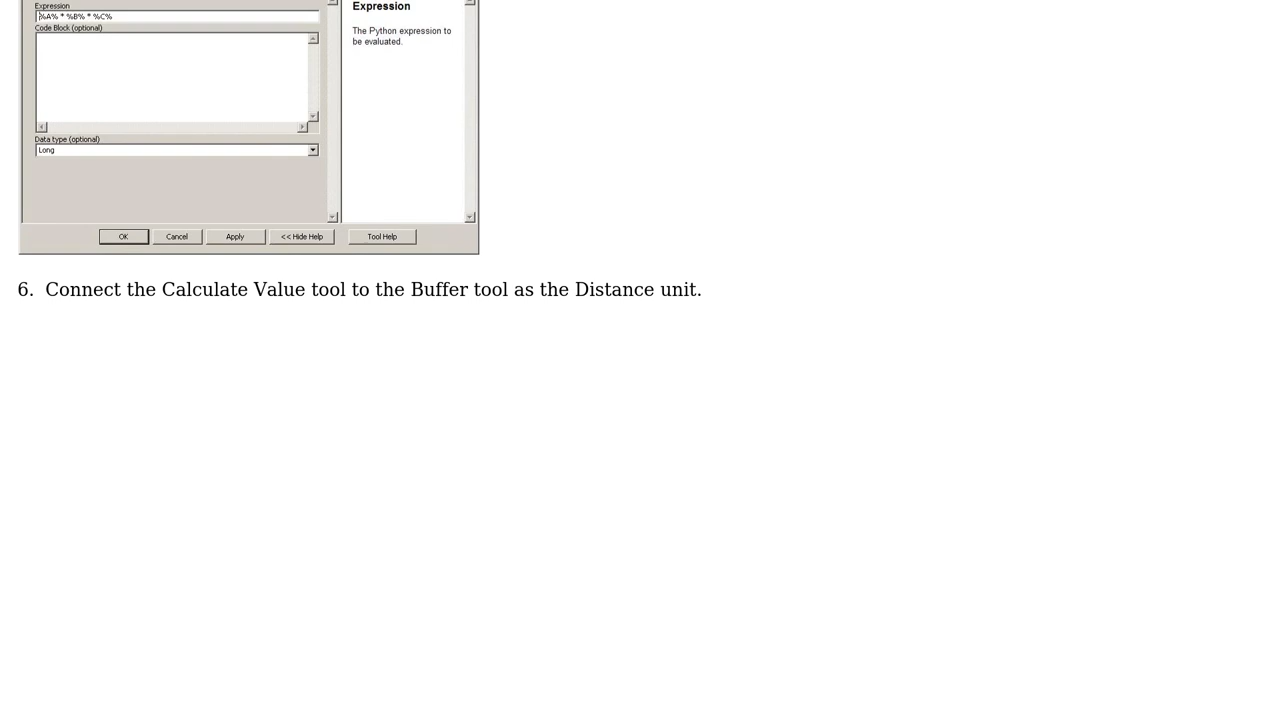 Expression
%A% * %B% * %C%
Code Block (optional)
Data type (optional)
Long
OK Cancel Apply << Hide Help Tool Help
Expression
The Python expression to
be evaluated.
6. Connect the Calculate Value tool to the Buffer tool as the Distance unit.